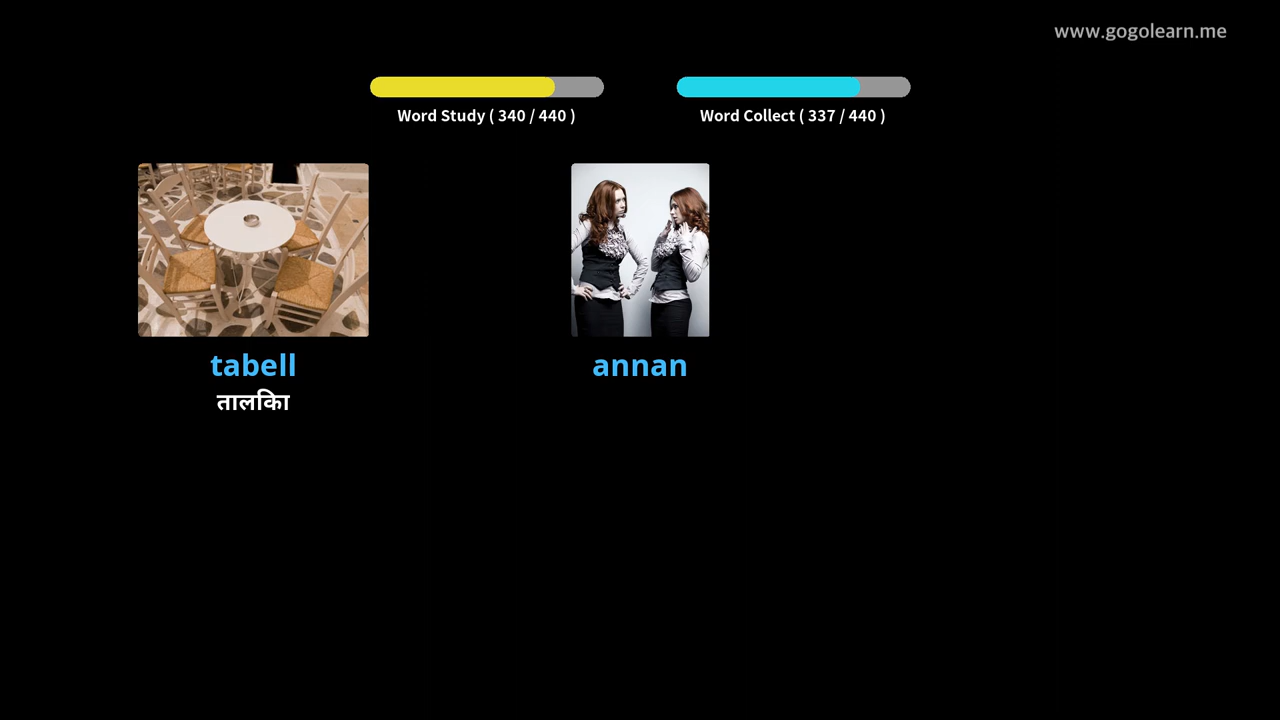 www.gogolearn.me
Word Study ( 340 / 440 )
Word Collect ( 337 / 440 )
tabell
annan
तालिका